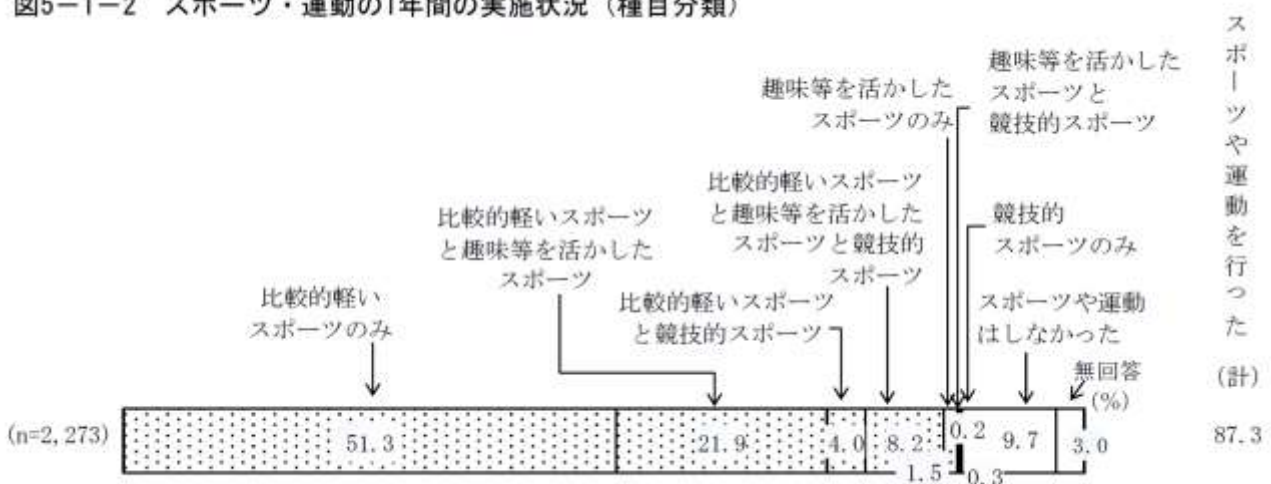 図5-1-2 スポーツ・運動の1年間の実施状況（種目分類）
スポーツや運動を行った
(計)
趣味等を活かした
スポーツと
競技的スポーツ
趣味等を活かした
スポーツのみ
比較的軽いスポーツ
と趣味等を活かした
スポーツと競技的
スポーツ
競技的
スポーツのみ
比較的軽いスポーツ
と趣味等を活かした
スポーツ
比較的軽い
スポーツのみ
比較的軽いスポーツ
と競技的スポーツ
スポーツや運動
はしなかった
無回答
(%)
(n=2,273)
51.3
21.9
4.0
8.2
1.5
0.2
0.3
9.7
3.0
87.3